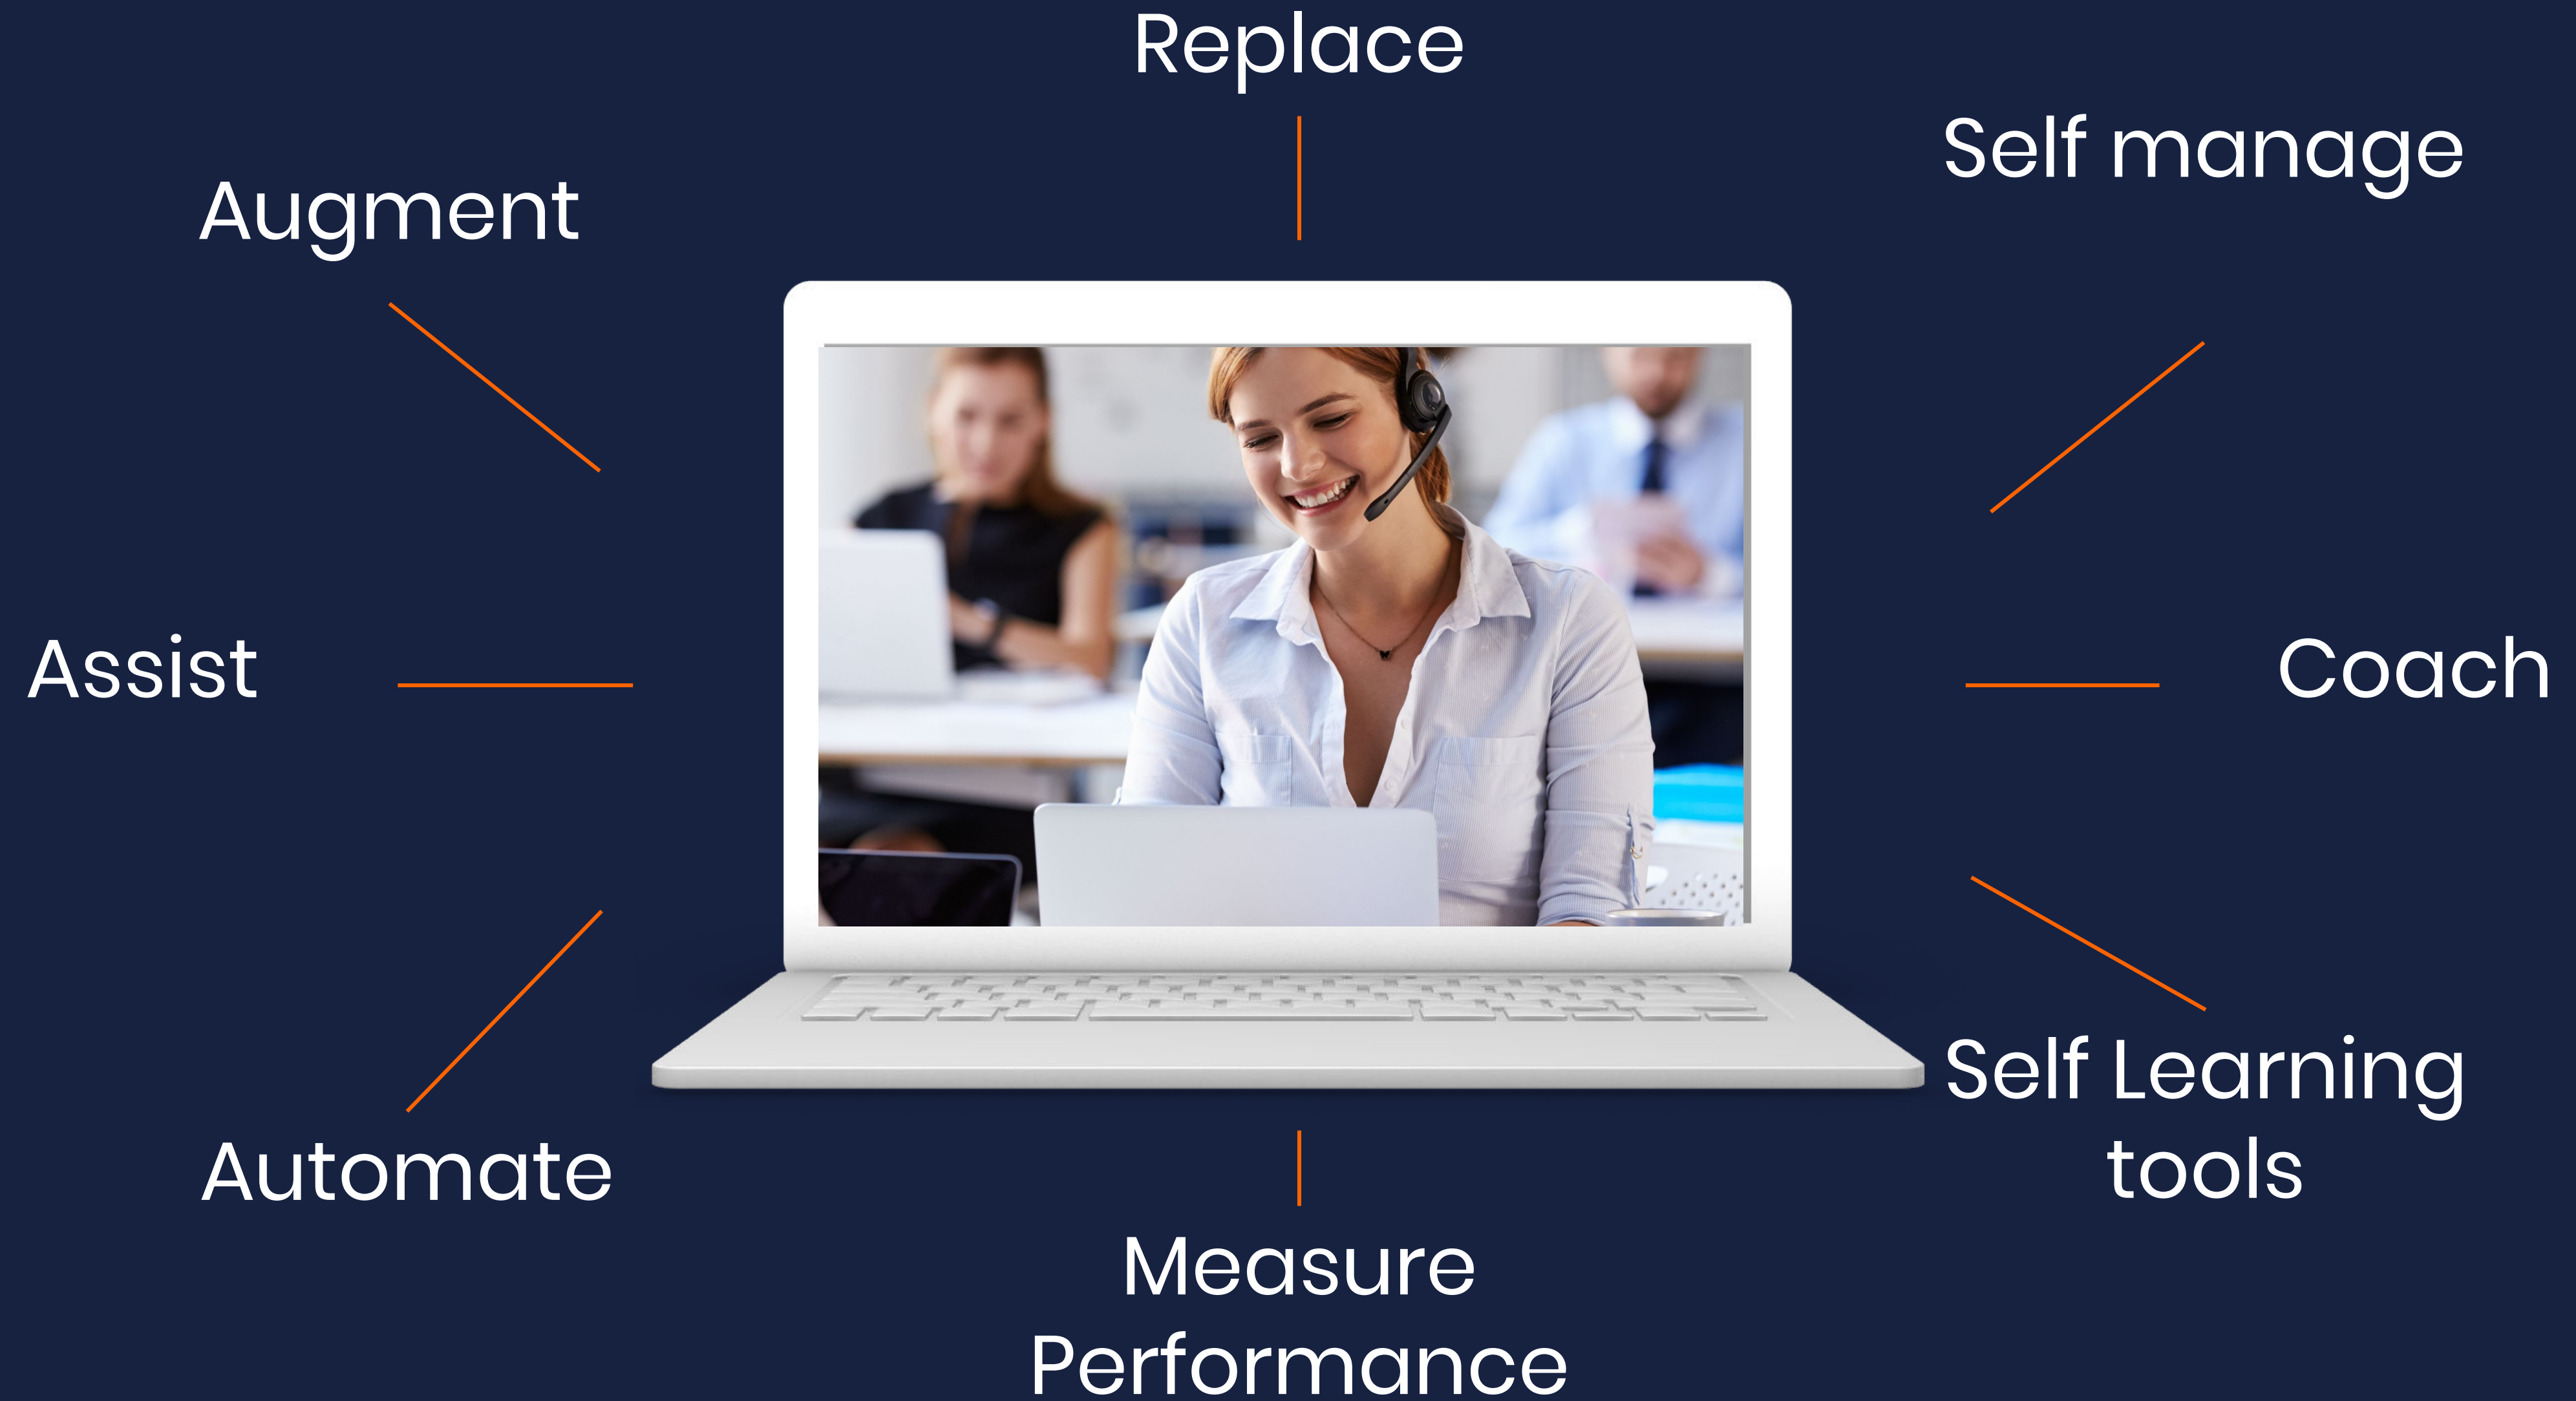 Replace
Self manage
Augment
Assist
Coach
Self Learning
tools
Automate
Measure
Performance